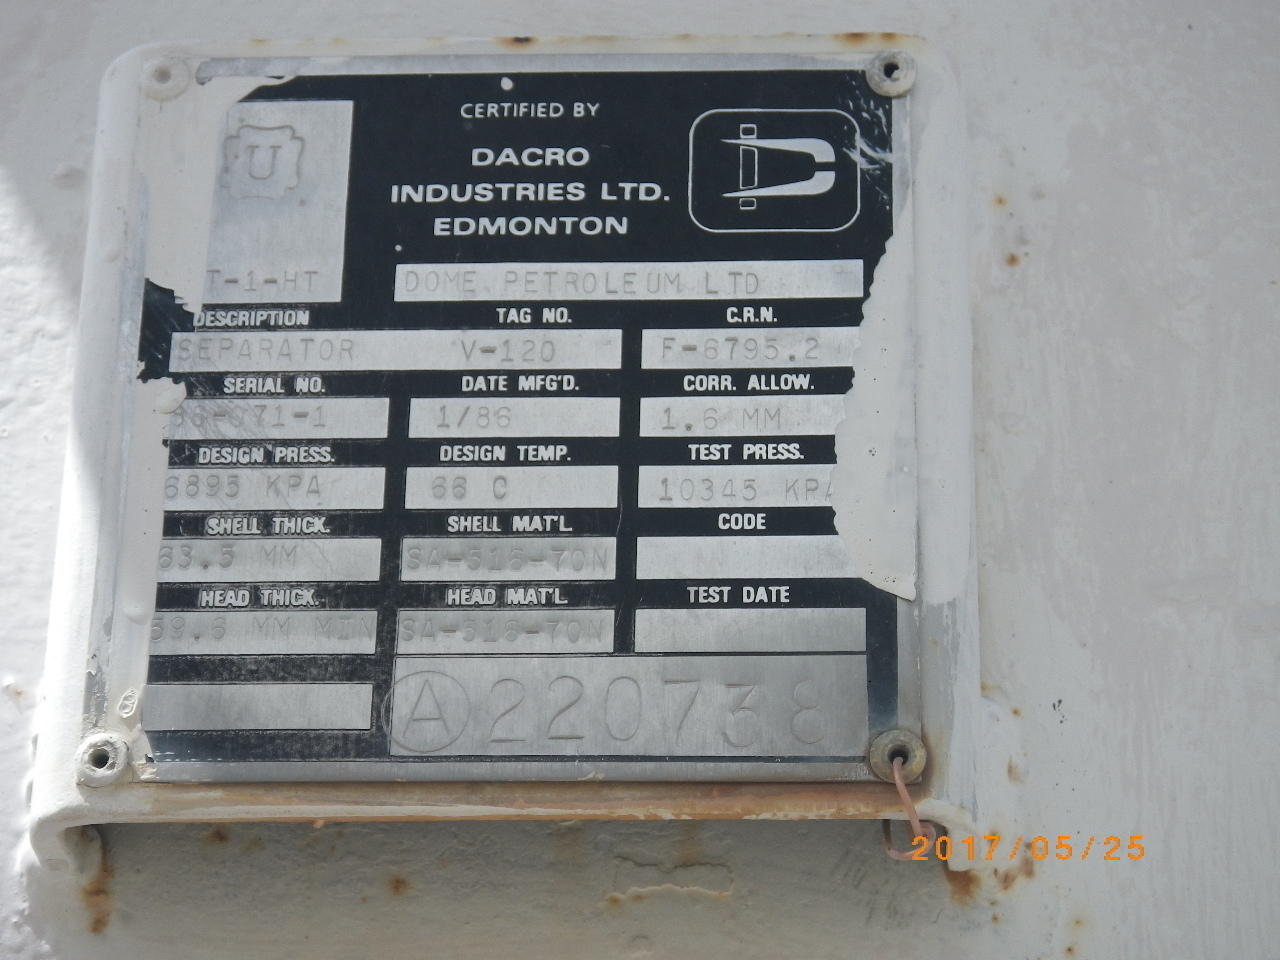 CERTIFIED BY
DACRO
INDUSTRIES LTD.
EDMONTON
U
T-1-HT
DOME PETROLEUM LTD
DESCRIPTION TAG NO. C.R.N.
SEPARATOR V-120 F-6795.2
SERIAL NO. DATE MFG'D. CORR. ALLOW.
1/86 1.6 MM
DESIGN PRESS. DESIGN TEMP. TEST PRESS.
6895 KPA 66 C 10345 KPA
SHELL THICK. SHELL MAT'L. CODE
63.5 MM SA-516-70N
HEAD THICK. HEAD MAT'L. TEST DATE
59.6 MM MIN SA-516-70N
A 220738
2017/05/25